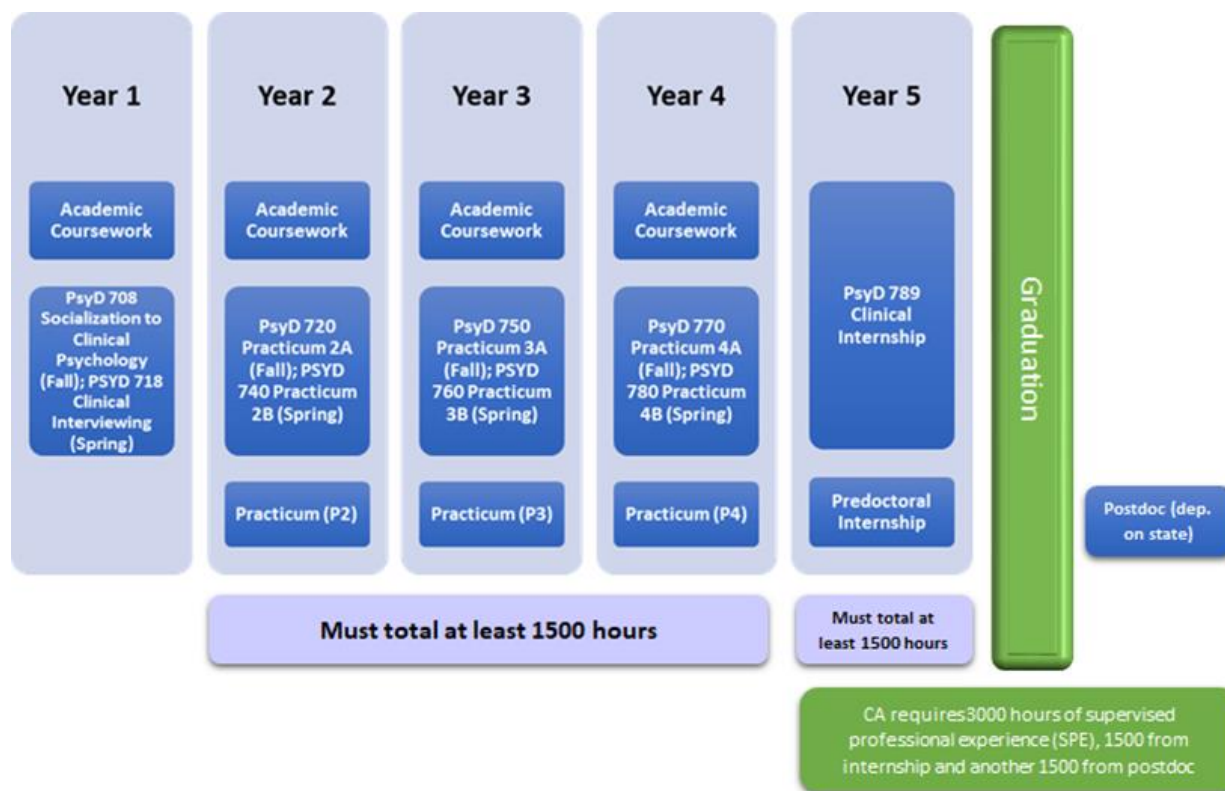 Year 1
Academic
Coursework
PsyD 708
Socialization to
Clinical
Psychology
(Fall); PSYD 718
Clinical
Interviewing
(Spring)
Year 2
Academic
Coursework
PsyD 720
Practicum 2A
(Fall); PSYD
740 Practicum
2B (Spring)
Practicum (P2)
Year 3
Academic
Coursework
PsyD 750
Practicum 3A
(Fall); PSYD
760 Practicum
3B (Spring)
Practicum (P3)
Year 4
Academic
Coursework
PsyD 770
Practicum 4A
(Fall); PSYD
780 Practicum
4B (Spring)
Practicum (P4)
Year 5
PsyD 789
Clinical
Internship
Predoctoral
Internship
Must total at least 1500 hours
Must total at
least 1500 hours
Graduation
Postdoc (dep.
on state)
CA requires3000 hours of supervised
professional experience (SPE), 1500 from
internship and another 1500 from postdoc